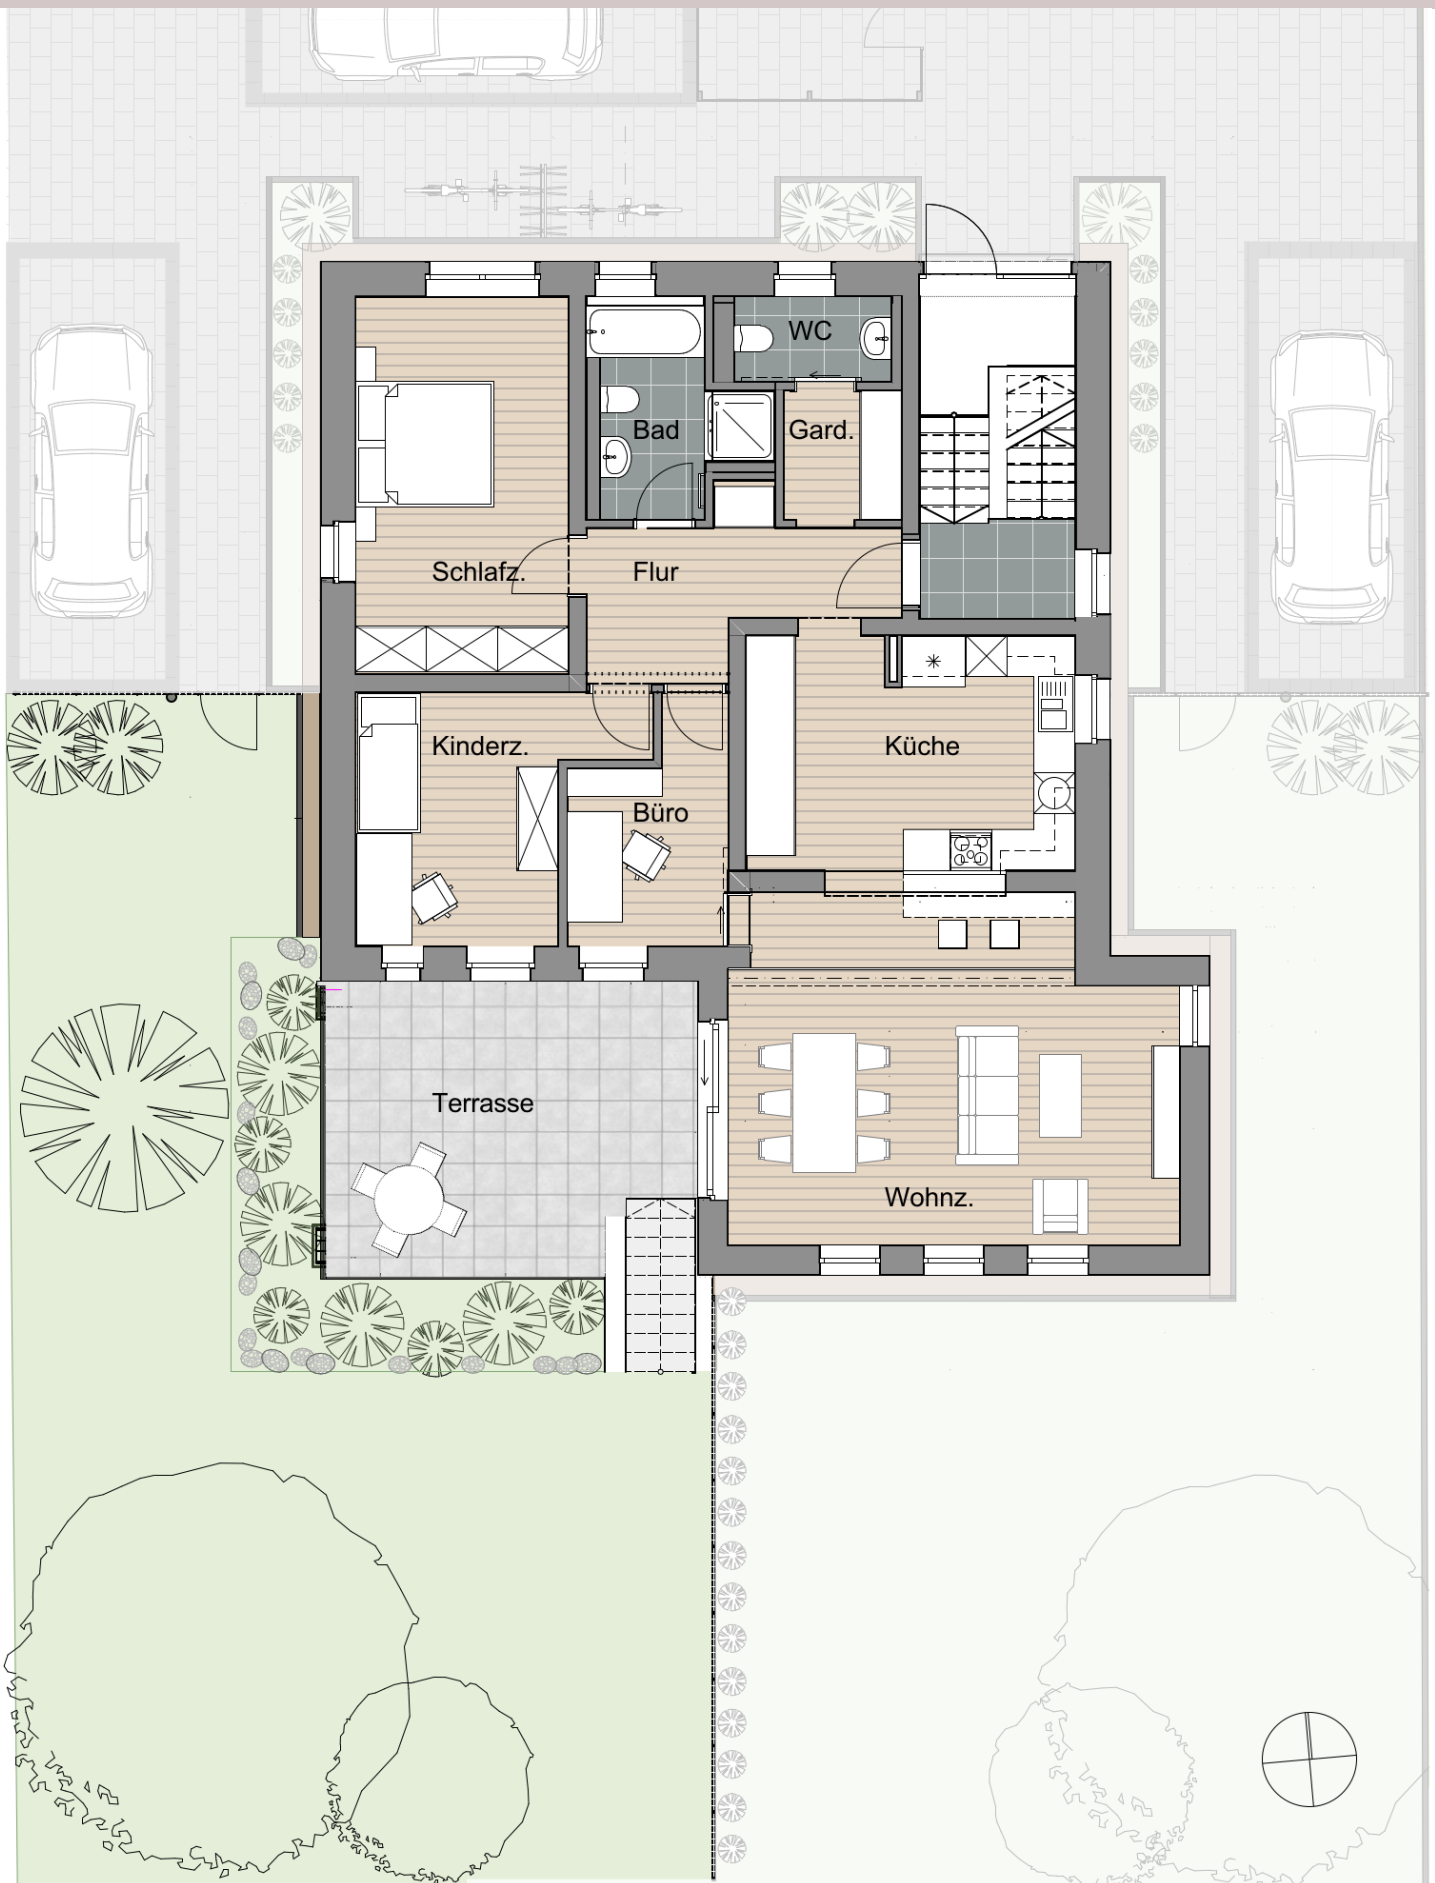 WC
Bad
Gard.
Schlafz.
Flur
Kinderz.
Küche
Büro
Terrasse
Wohnz.